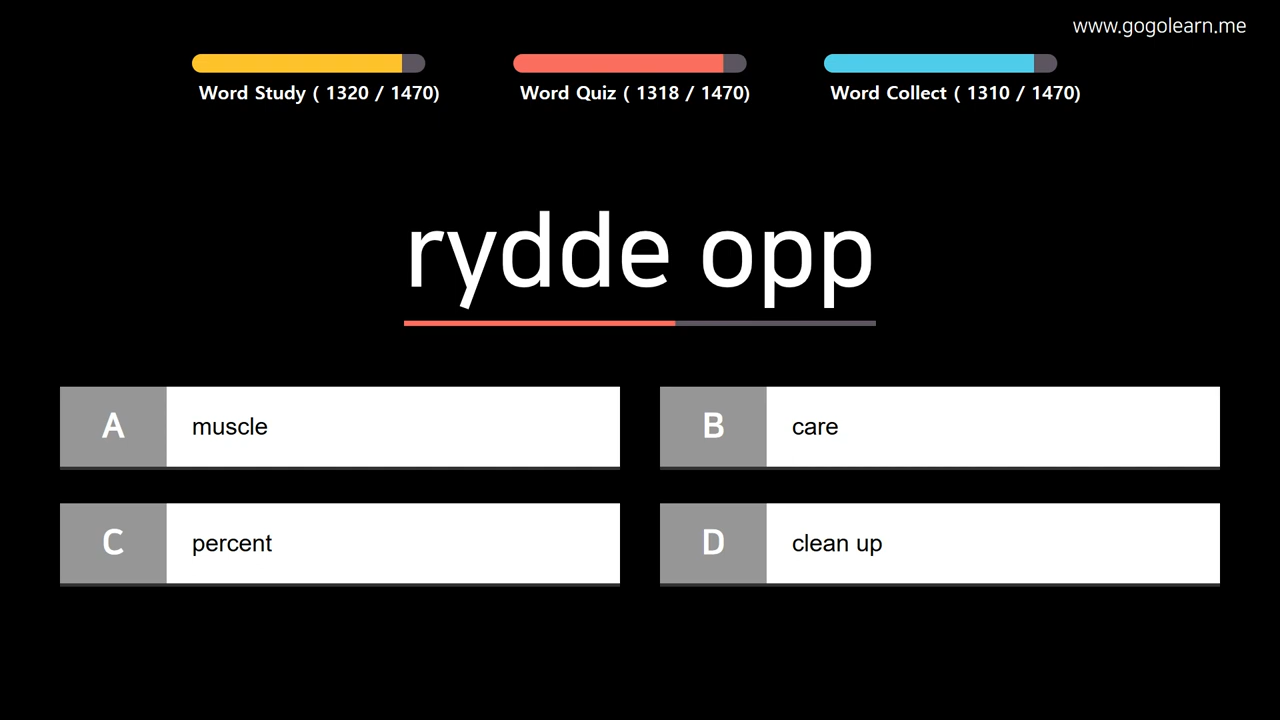 www.gogolearn.me
Word Study ( 1320 / 1470)
Word Quiz ( 1318 / 1470)
Word Collect ( 1310 / 1470)
rydde opp
A
muscle
B
care
C
percent
D
clean up